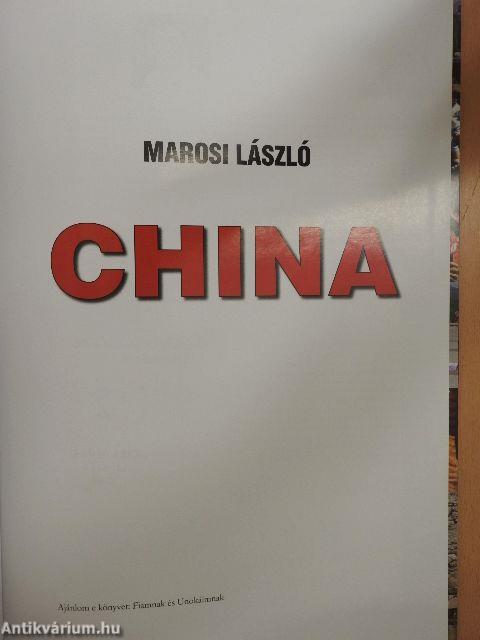 MAROSI LÁSZLÓ
CHINA
Ajánlom e könyvet: Fiamnak és Unokáimnak
Antikvárium.hu